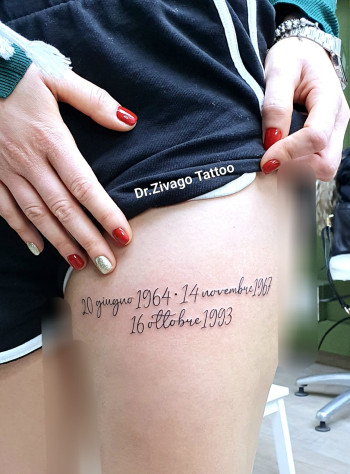 Dr.Zivago Tattoo
20 giugno 1964 · 14 novembre 1967
16 ottobre 1993